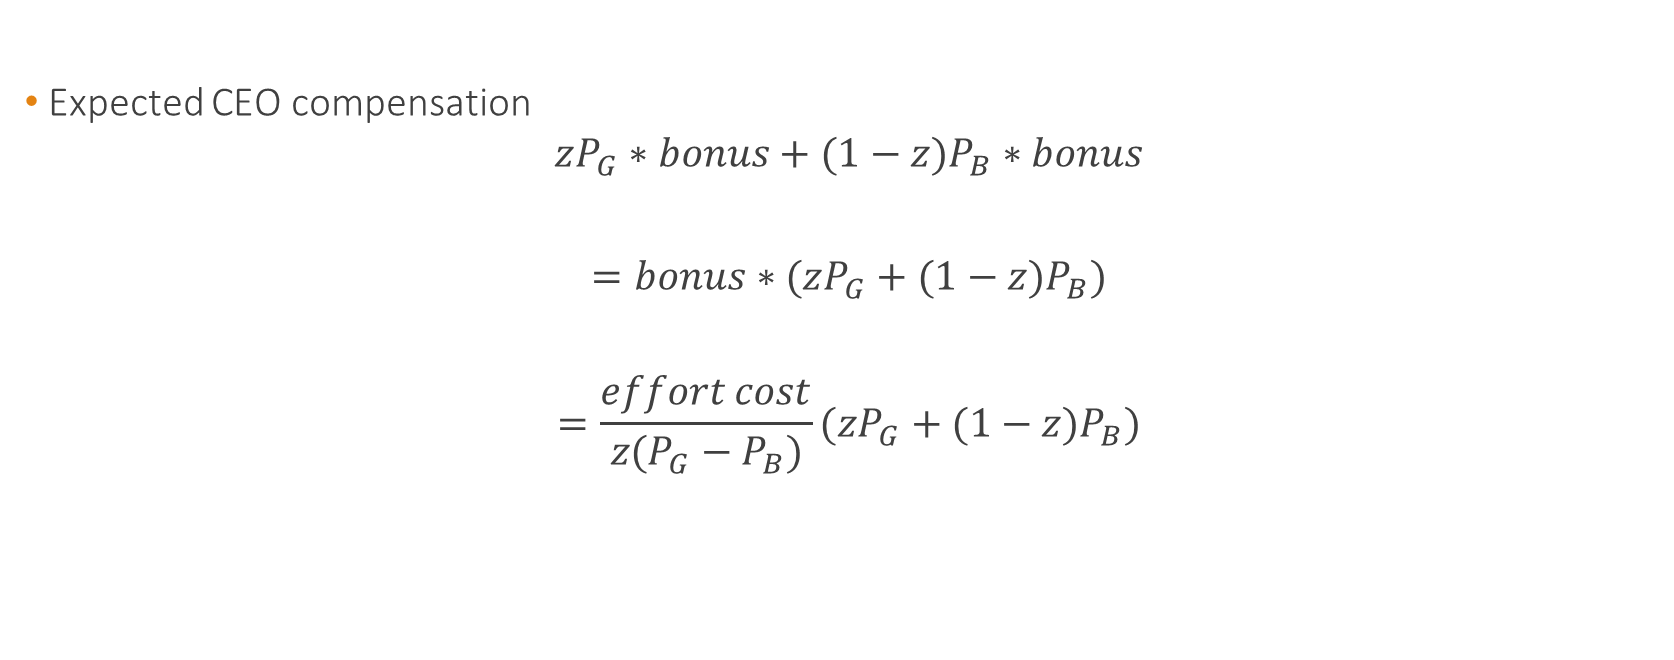 • Expected CEO compensation
zP_G * bonus + (1 − z)P_B * bonus
= bonus * (zP_G + (1 − z)P_B)
= \frac{effort cost}{z(P_G − P_B)} (zP_G + (1 − z)P_B)